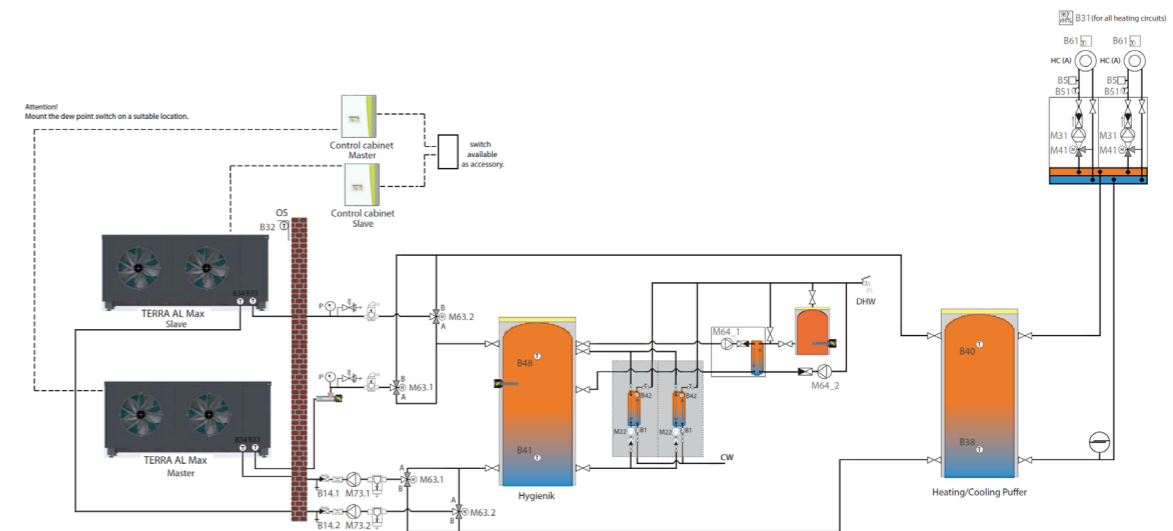 B31 (for all heating circuits)
B61 T
B61 T
HC (A)
HC (A)
B5
B5
B51 T
B51 T
M31
M31
M41 M
M41 M
Attention!
Mount the dew point switch on a suitable location.
Control cabinet
Master
switch
available
as accessory.
Control cabinet
Slave
OS
B32 T
B34 B33
T T
TERRA AL Max
Slave
P
B
M M63.2
A
DHW
M64_1
P
B
M M63.1
A
B48 T
B40 T
M64_2
B42
B42
B34 B33
T T
TERRA AL Max
Master
M22 B1
M22 B1
B41 T
B38 T
CW
A
M M63.1
B
B14.1 M73.1
Hygienik
Heating/Cooling Puffer
A
M M63.2
B
B14.2 M73.2